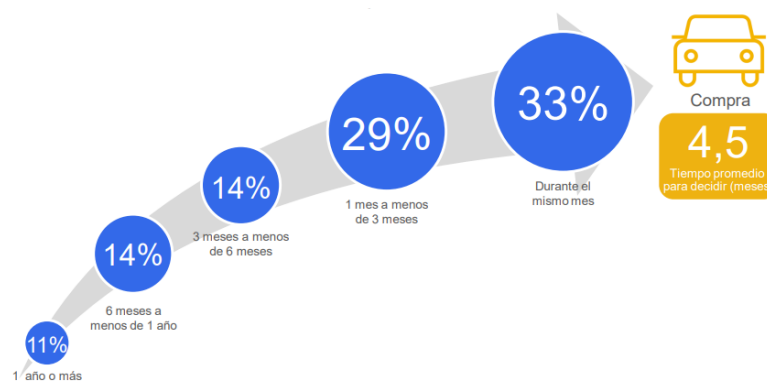 11%
1 año o más
14%
6 meses a
menos de 1 año
14%
3 meses a menos
de 6 meses
29%
1 mes a menos
de 3 meses
33%
Durante el
mismo mes
Compra
4,5
Tiempo promedio
para decidir (meses